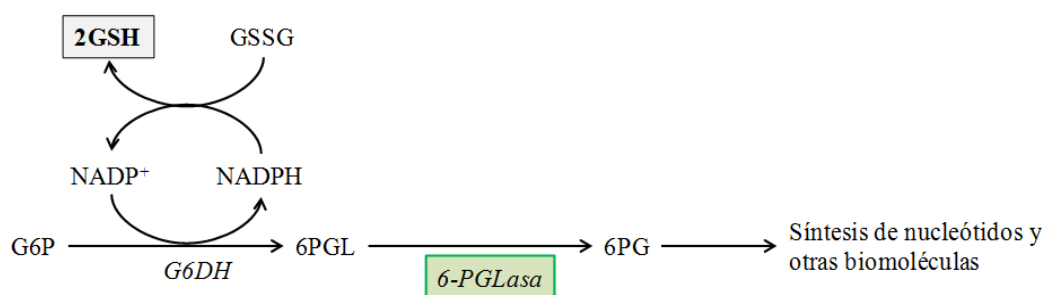 2GSH
GSSG
NADP⁺
NADPH
G6P
6PGL
6PG
Síntesis de nucleótidos y
otras biomoléculas
G6DH
6-PGLasa